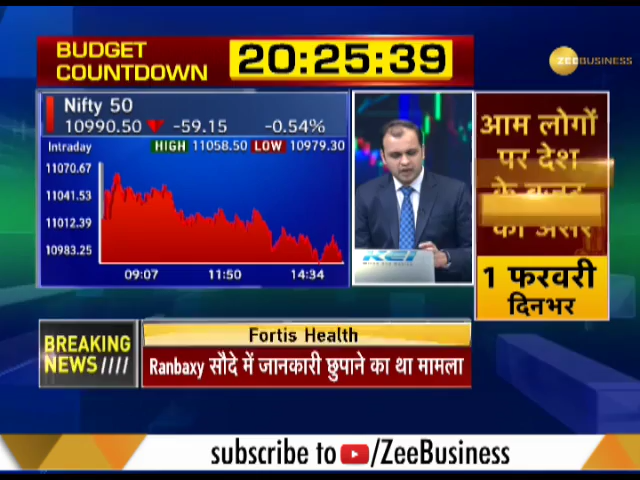 BUDGET
COUNTDOWN
20:25:39
ZEEBUSINESS
Nifty 50
10990.50 -59.15 -0.54%
Intraday HIGH 11058.50 LOW 10979.30
11070.67
11041.53
11012.39
10983.25
09:07 11:50 14:34
KEI
आम लोगों
पर देश
के बजट
का असर
1 फरवरी
दिनभर
BREAKING
NEWS ////
Fortis Health
Ranbaxy सौदे में जानकारी छुपाने का था मामला
subscribe to /ZeeBusiness